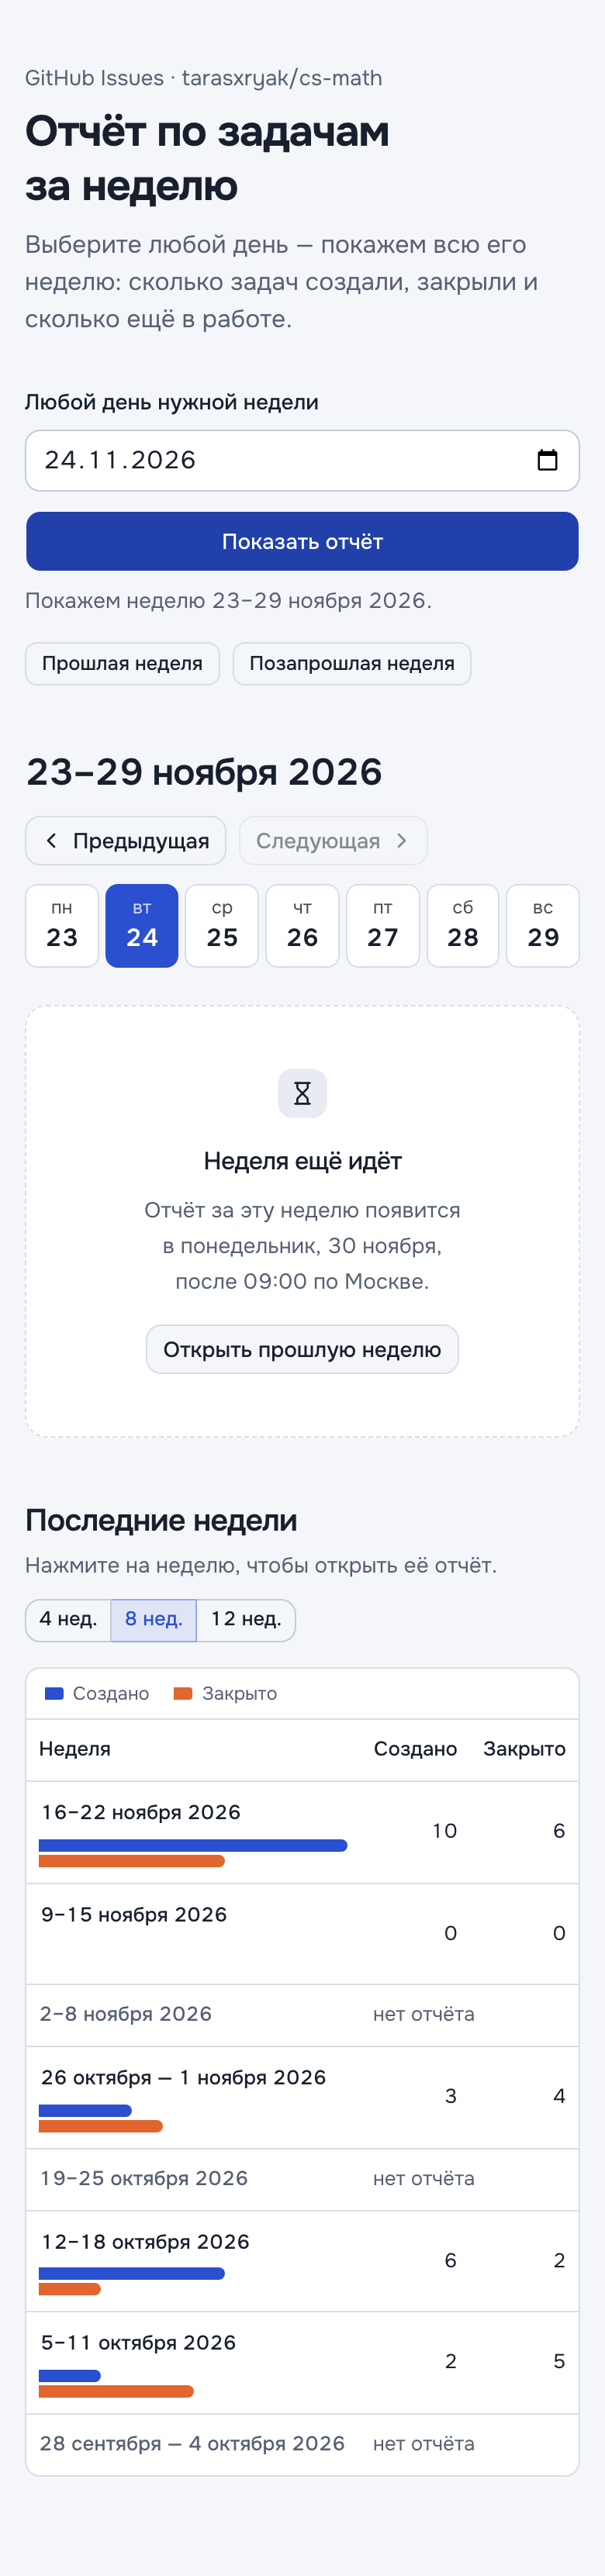 GitHub Issues · tarasxryak/cs-math
Отчёт по задачам
за неделю
Выберите любой день — покажем всю его
неделю: сколько задач создали, закрыли и
сколько ещё в работе.
Любой день нужной недели
24.11.2026
Показать отчёт
Покажем неделю 23–29 ноября 2026.
Прошлая неделя Позапрошлая неделя
23–29 ноября 2026
Предыдущая Следующая
пн вт ср чт пт сб вс
23 24 25 26 27 28 29
Неделя ещё идёт
Отчёт за эту неделю появится
в понедельник, 30 ноября,
после 09:00 по Москве.
Открыть прошлую неделю
Последние недели
Нажмите на неделю, чтобы открыть её отчёт.
4 нед. 8 нед. 12 нед.
Создано Закрыто
Неделя Создано Закрыто
16–22 ноября 2026 10 6
9–15 ноября 2026 0 0
2–8 ноября 2026 нет отчёта
26 октября — 1 ноября 2026 3 4
19–25 октября 2026 нет отчёта
12–18 октября 2026 6 2
5–11 октября 2026 2 5
28 сентября — 4 октября 2026 нет отчёта